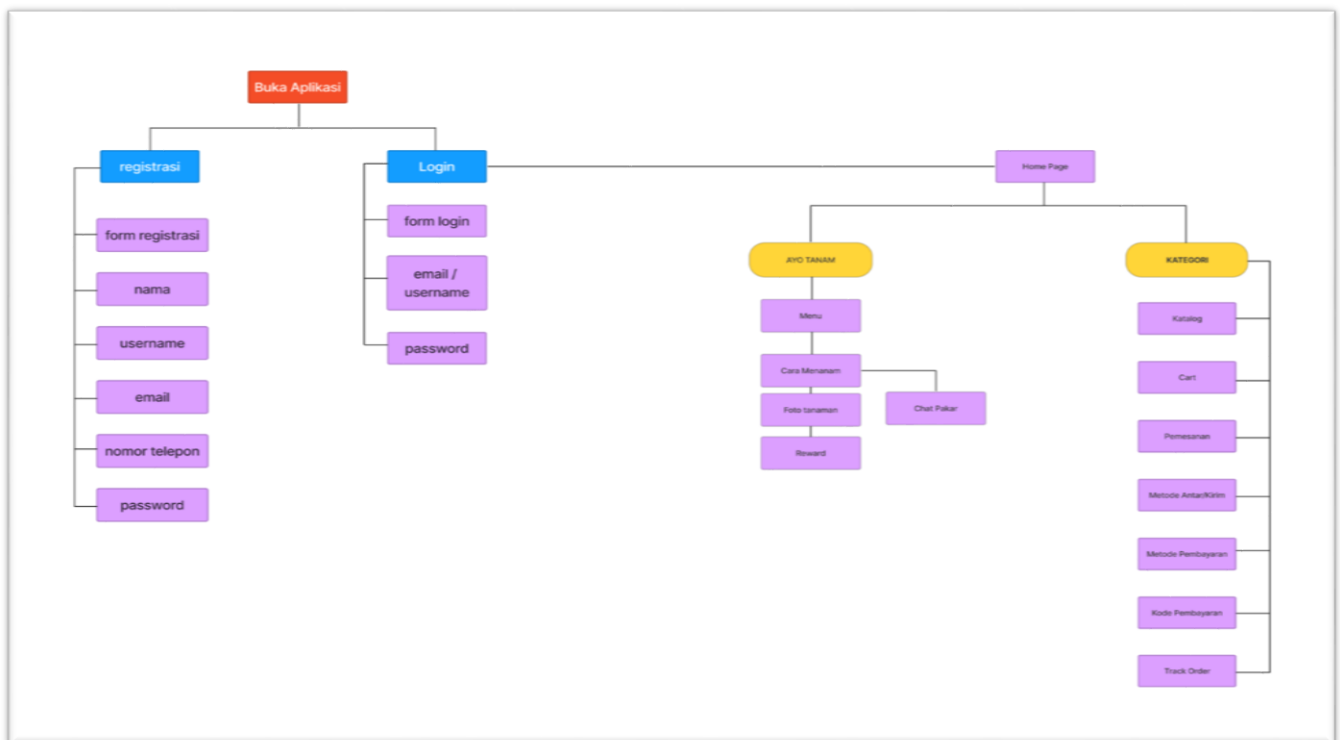 Buka Aplikasi
registrasi
form registrasi
nama
username
email
nomor telepon
password
Login
form login
email /
username
password
Home Page
AYO TANAM
Menu
Cara Menanam
Foto tanaman
Reward
Chat Pakar
KATEGORI
Katalog
Cart
Pemesanan
Metode Antar/Kirim
Metode Pembayaran
Kode Pembayaran
Track Order